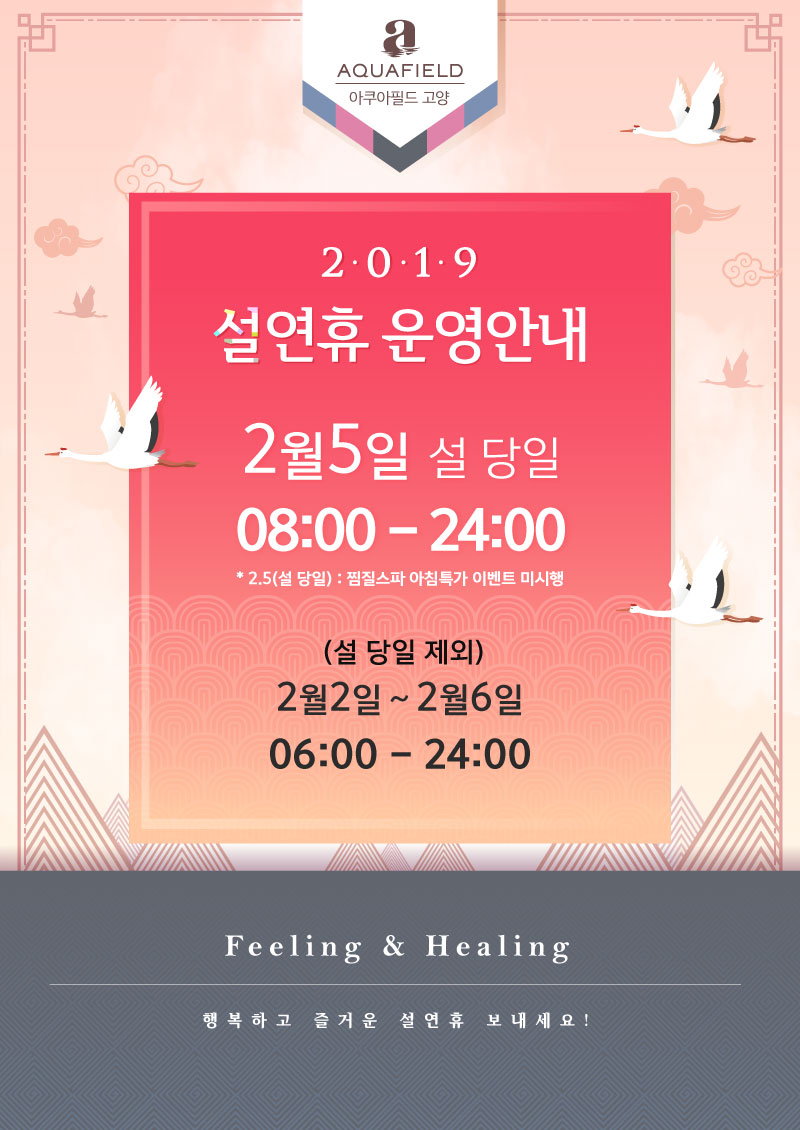 a
AQUAFIELD
아쿠아필드 고양
2·0·1·9
설연휴 운영안내
2월5일 설 당일
08:00 – 24:00
* 2.5(설 당일) : 찜질스파 아침특가 이벤트 미시행
(설 당일 제외)
2월2일 ~ 2월6일
06:00 – 24:00
Feeling & Healing
행복하고 즐거운 설연휴 보내세요!